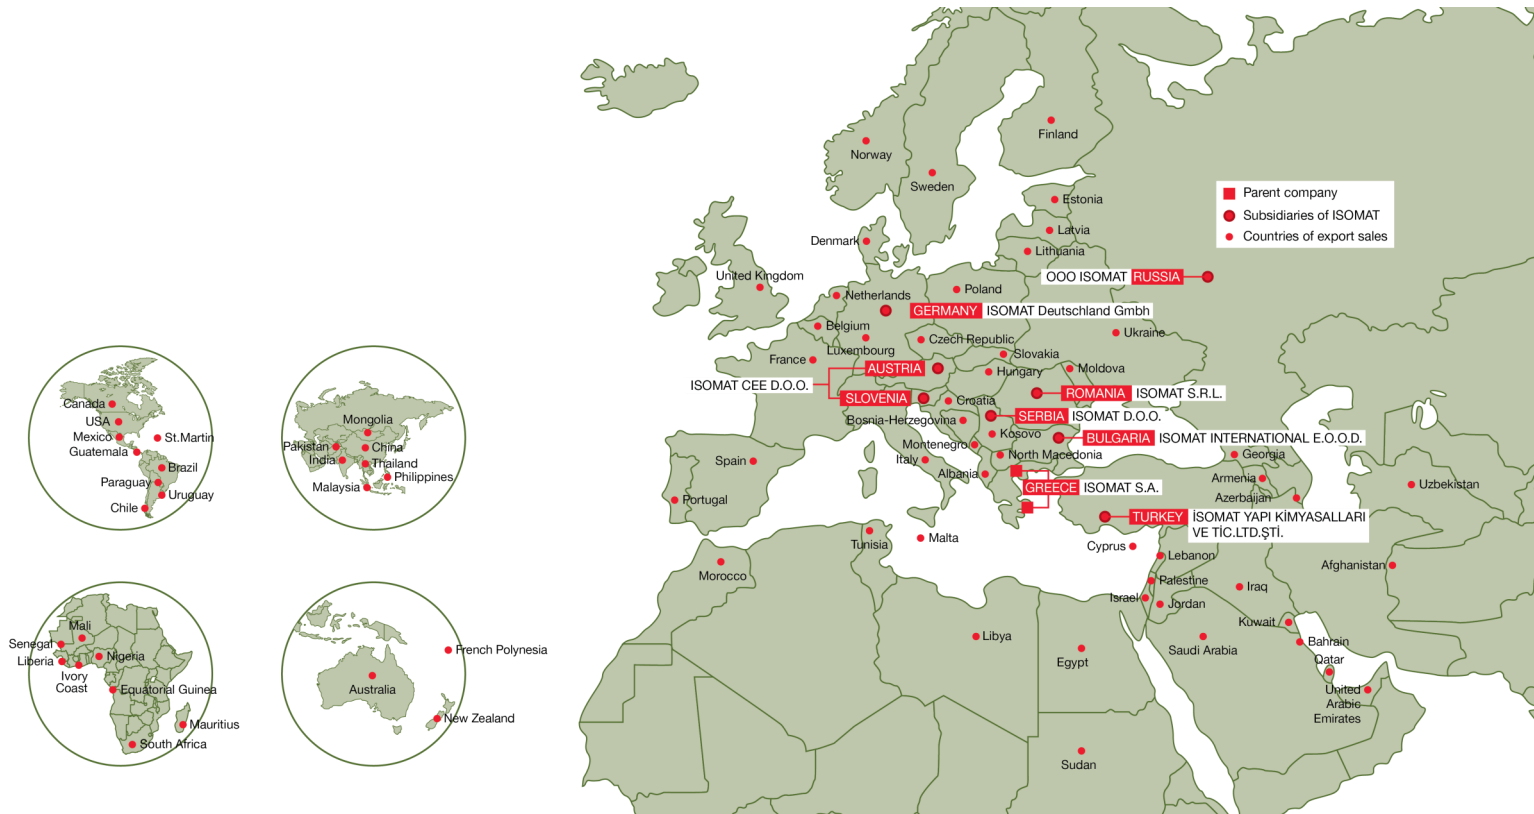 Canada
USA
Mexico
Guatemala
St.Martin
Brazil
Paraguay
Uruguay
Chile
Mongolia
Pakistan
China
India
Thailand
Philippines
Malaysia
Mali
Senegal
Liberia
Nigeria
Ivory
Coast
Equatorial Guinea
Mauritius
South Africa
French Polynesia
Australia
New Zealand
Finland
Norway
Sweden
Estonia
Latvia
Lithuania
Denmark
United Kingdom
Netherlands
Poland
Belgium
Luxembourg
Czech Republic
Ukraine
France
Slovakia
Hungary
Moldova
Croatia
Bosnia-Herzegovina
Montenegro
Kosovo
North Macedonia
Italy
Albania
Spain
Portugal
Parent company
Subsidiaries of ISOMAT
Countries of export sales
OOO ISOMAT RUSSIA
GERMANY ISOMAT Deutschland Gmbh
AUSTRIA
ISOMAT CEE D.O.O.
SLOVENIA
ROMANIA ISOMAT S.R.L.
SERBIA ISOMAT D.O.O.
BULGARIA ISOMAT INTERNATIONAL E.O.O.D.
GREECE ISOMAT S.A.
TURKEY İSOMAT YAPI KİMYASALLARI
VE TİC.LTD.ŞTİ.
Georgia
Armenia
Azerbaijan
Uzbekistan
Afghanistan
Tunisia
Malta
Morocco
Cyprus
Lebanon
Palestine
Israel
Jordan
Iraq
Kuwait
Bahrain
Qatar
Saudi Arabia
United
Arabic
Emirates
Libya
Egypt
Sudan